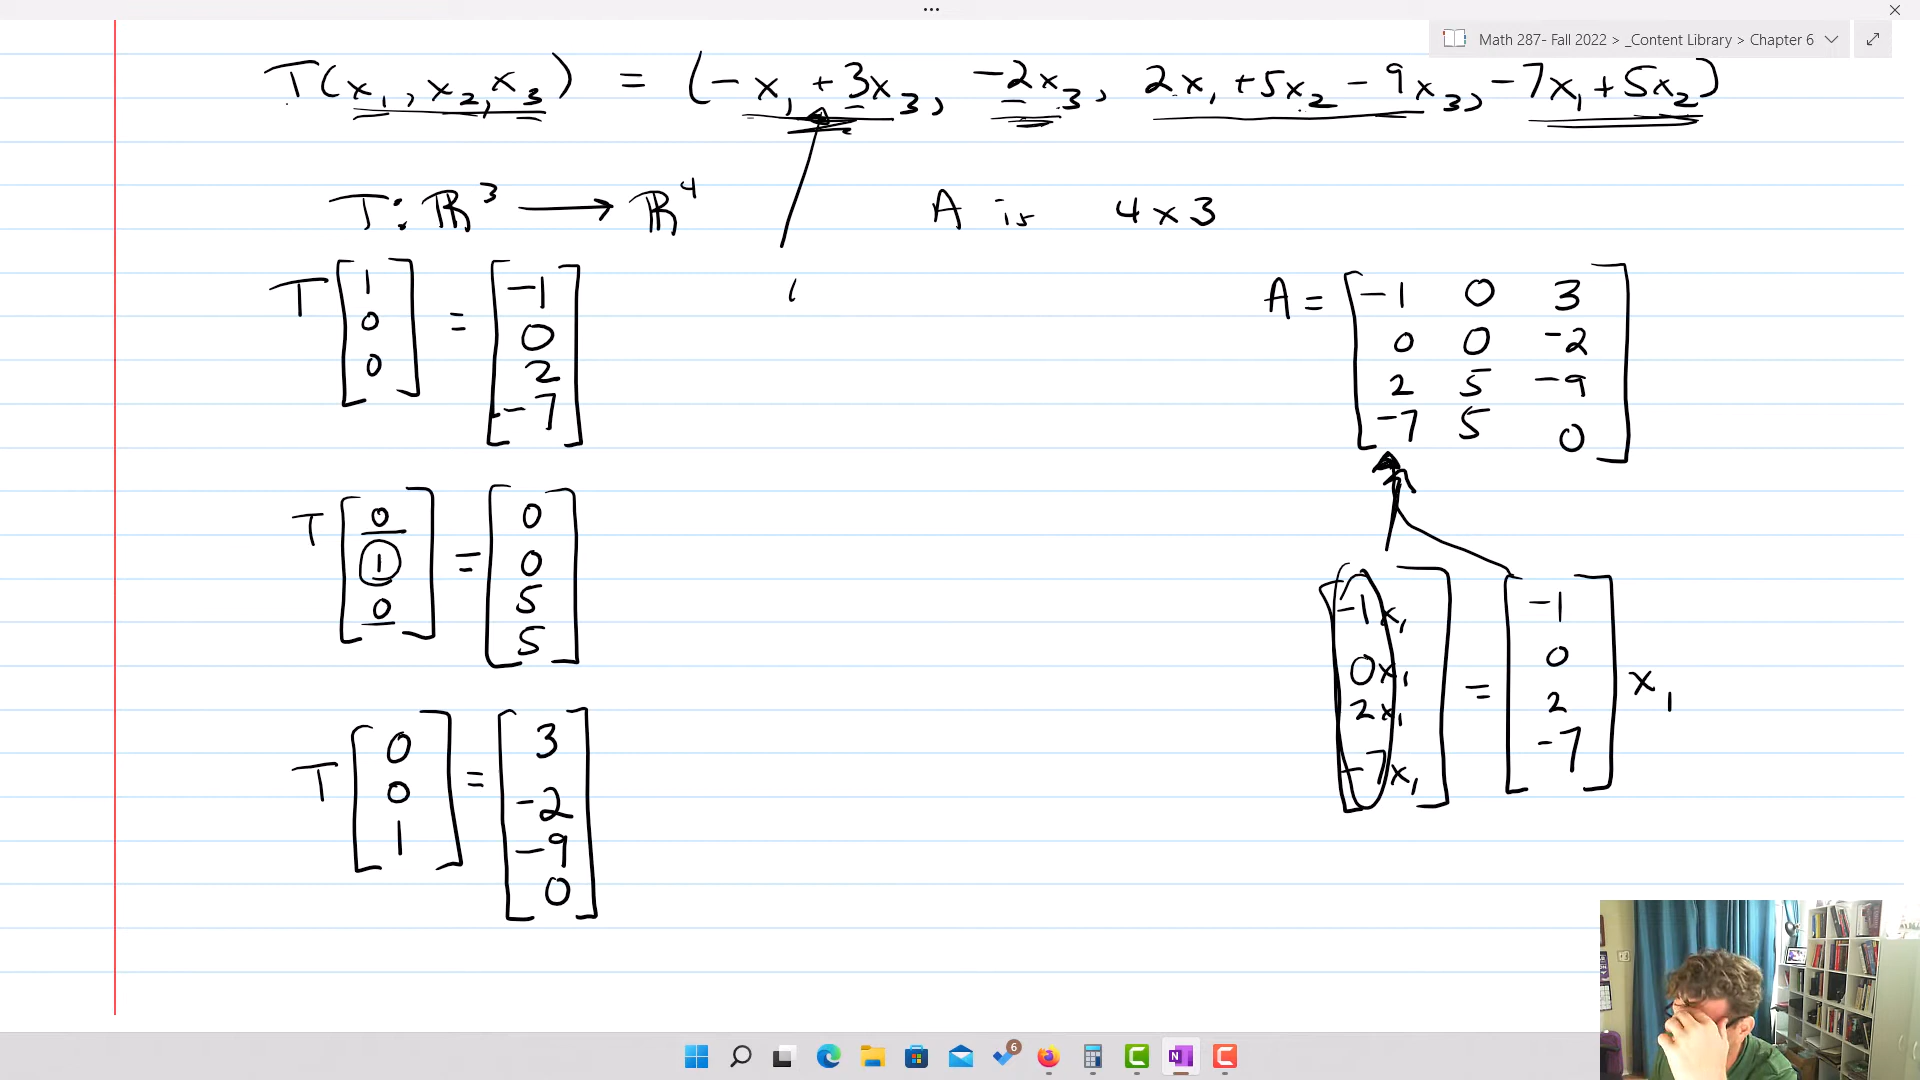 Math 287- Fall 2022 > _Content Library > Chapter 6
T(x₁, x₂, x₃) = (-x₁ + 3x₃, -2x₃, 2x₁ + 5x₂ - 9x₃, -7x₁ + 5x₂)
T: ℝ³ → ℝ⁴ A is 4x3
T [1 0 0] = [-1 0 2 -7]
A = [-1 0 3
0 0 -2
2 5 -9
-7 5 0]
T [0 1 0] = [0 0 5 5]
[-1x₁ 0x₁ 2x₁ -7x₁] = [-1 0 2 -7] x₁
T [0 0 1] = [3 -2 -9 0]
6